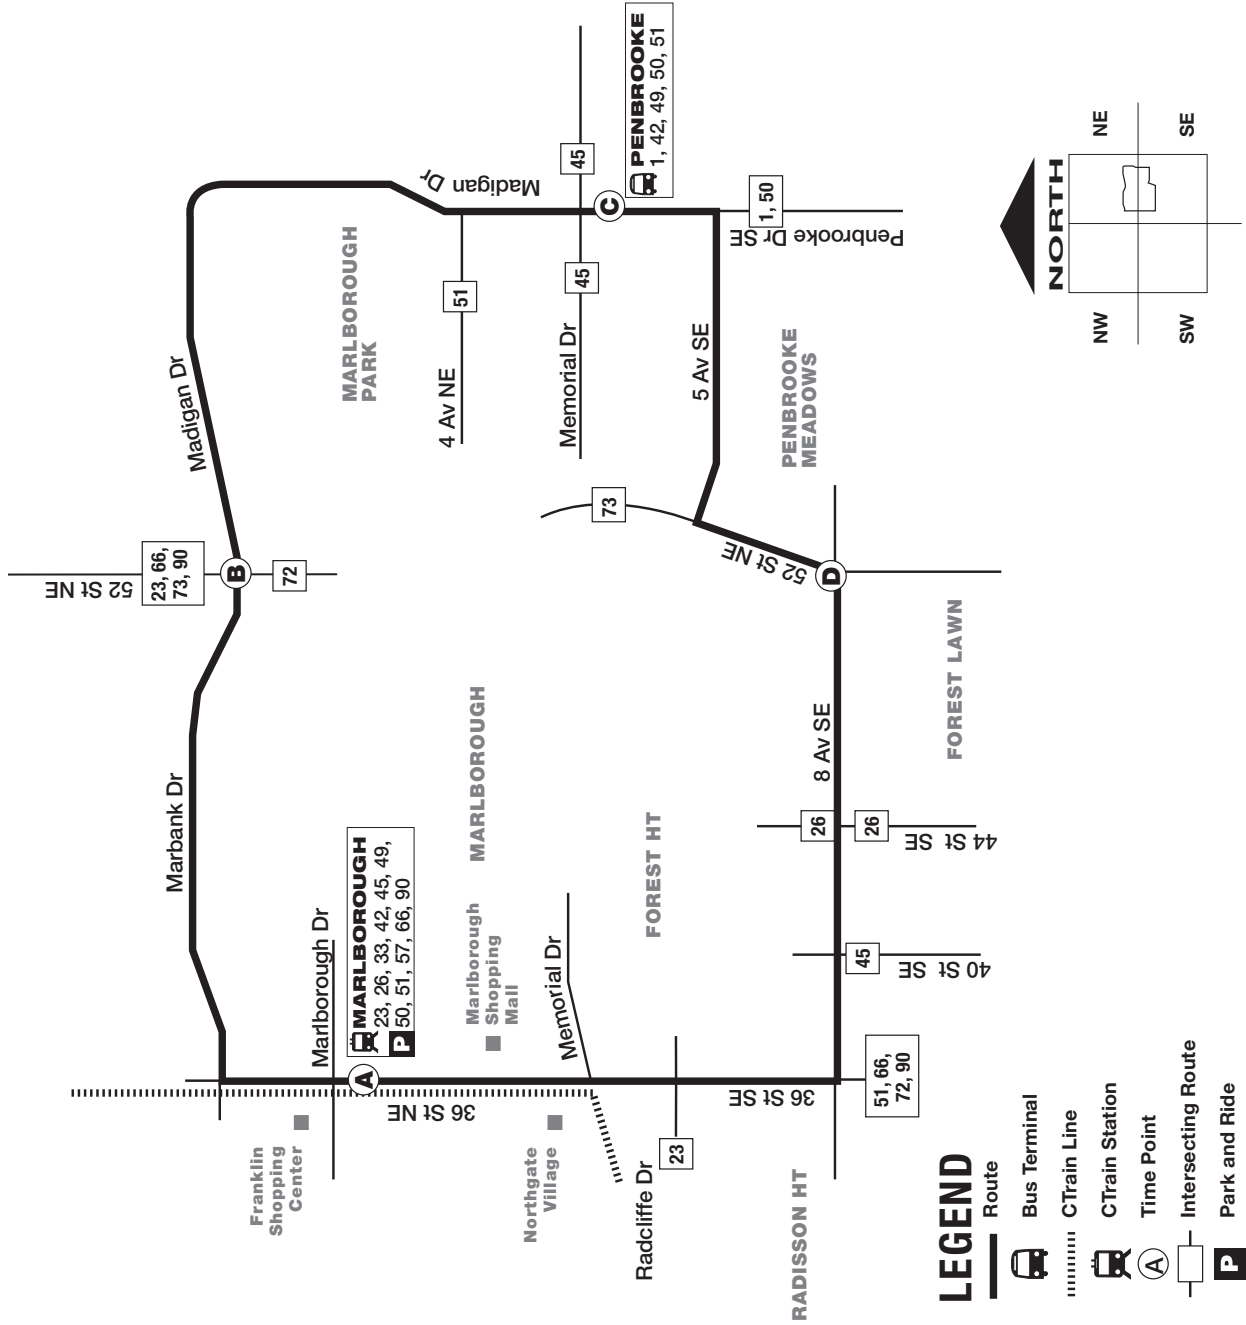 52 St NE
23, 66,
73, 90
72
Madigan Dr
Marbank Dr
MARLBOROUGH
PARK
Madigan Dr
4 Av NE
51
Memorial Dr
45
45
C
PENBROOKE
1, 42, 49, 50, 51
1, 50
Penbrooke Dr SE
5 Av SE
PENBROOKE
MEADOWS
73
52 St NE
B
D
FOREST LAWN
8 Av SE
26
26
44 St SE
45
40 St SE
MARLBOROUGH
FOREST HT
Marlborough Dr
MARLBOROUGH
23, 26, 33, 42, 45, 49,
P
50, 51, 57, 66, 90
A
Marlborough
Shopping
Mall
Memorial Dr
36 St NE
36 St SE
51, 66,
72, 90
23
Franklin
Shopping
Center
Northgate
Village
Radcliffe Dr
RADISSON HT
NORTH
NW
NE
SW
SE
LEGEND
Route
Bus Terminal
CTrain Line
CTrain Station
A
Time Point
Intersecting Route
P
Park and Ride